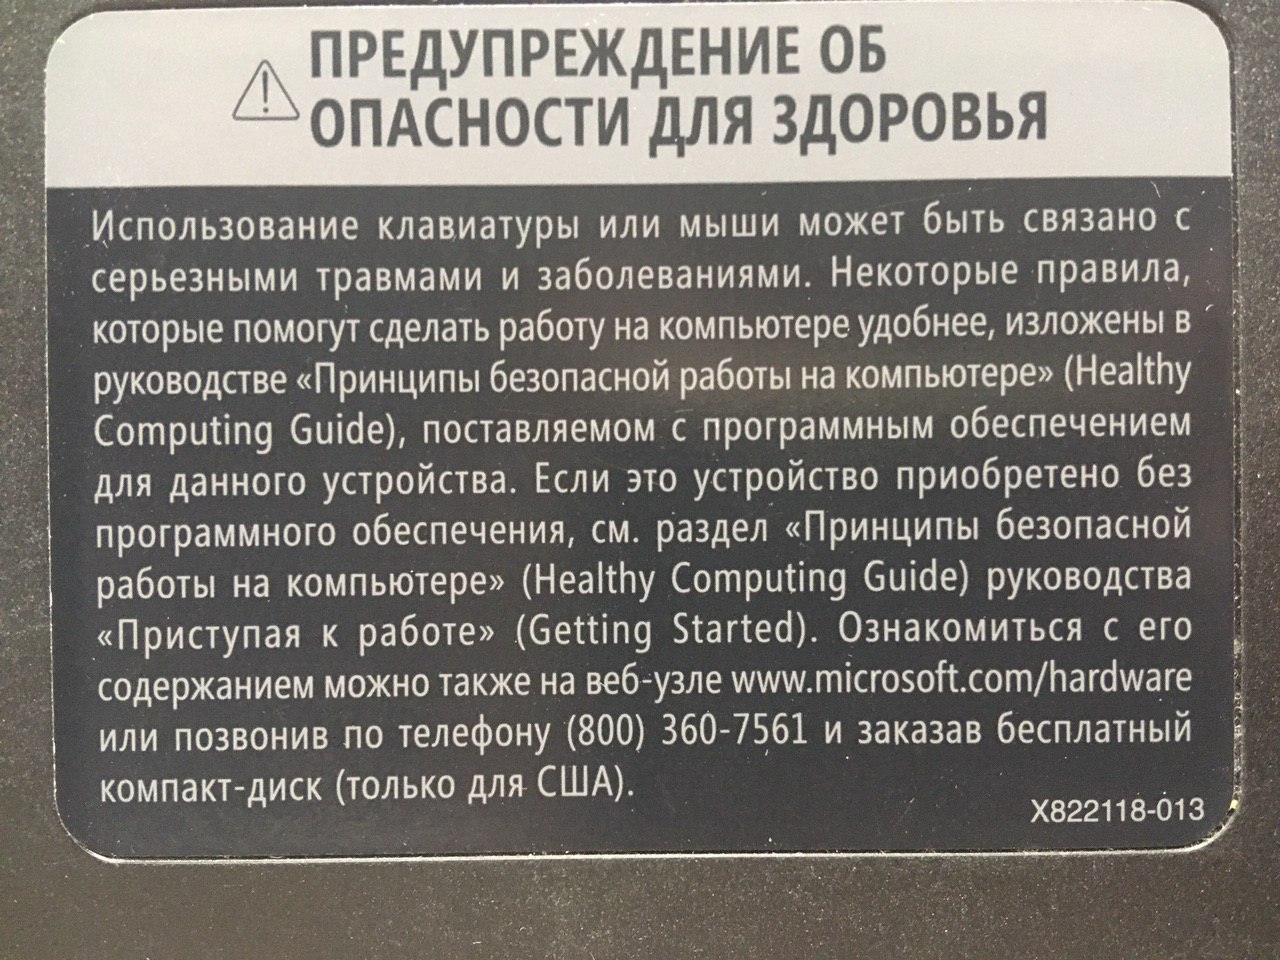 ПРЕДУПРЕЖДЕНИЕ ОБ
ОПАСНОСТИ ДЛЯ ЗДОРОВЬЯ
Использование клавиатуры или мыши может быть связано с
серьезными травмами и заболеваниями. Некоторые правила,
которые помогут сделать работу на компьютере удобнее, изложены в
руководстве «Принципы безопасной работы на компьютере» (Healthy
Computing Guide), поставляемом с программным обеспечением
для данного устройства. Если это устройство приобретено без
программного обеспечения, см. раздел «Принципы безопасной
работы на компьютере» (Healthy Computing Guide) руководства
«Приступая к работе» (Getting Started). Ознакомиться с его
содержанием можно также на веб-узле www.microsoft.com/hardware
или позвонив по телефону (800) 360-7561 и заказав бесплатный
компакт-диск (только для США).
X822118-013